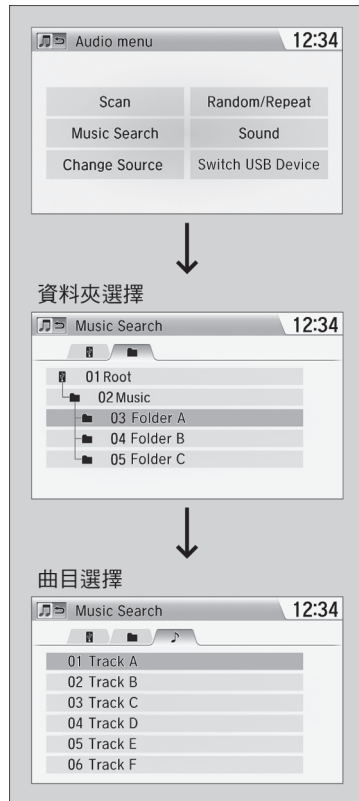 Audio menu 12:34
Scan Random/Repeat
Music Search Sound
Change Source Switch USB Device
資料夾選擇
Music Search 12:34
01 Root
02 Music
03 Folder A
04 Folder B
05 Folder C
曲目選擇
Music Search 12:34
01 Track A
02 Track B
03 Track C
04 Track D
05 Track E
06 Track F